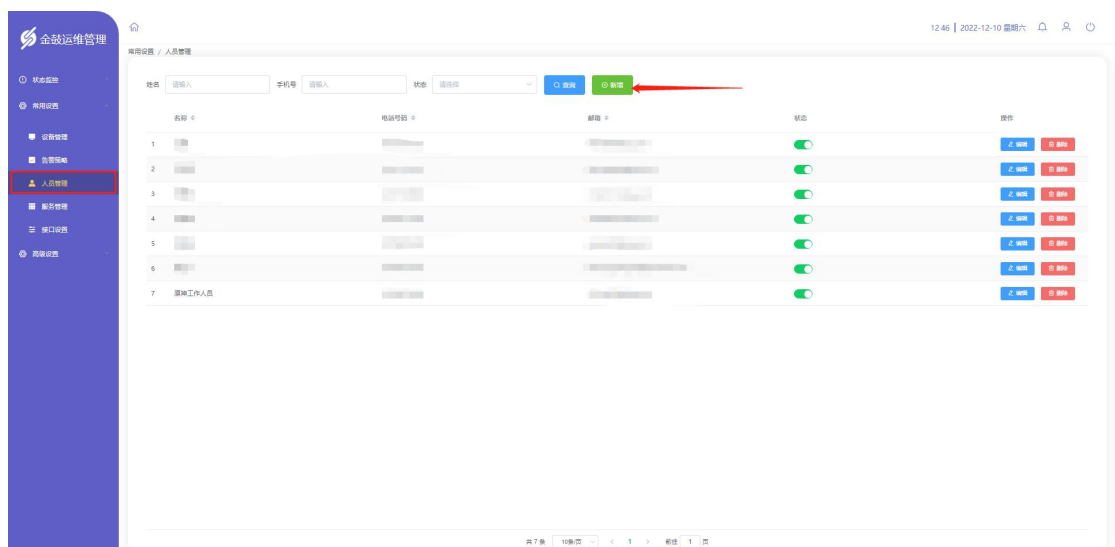 金鼓运维管理
12:46 | 2022-12-10 星期六
常用设置 / 人员管理
状态监控
常用设置
设备管理
告警策略
人员管理
服务管理
接口设置
高级设置
姓名 请输入 手机号 请输入 状态 请选择 查询 新增
名称 电话号码 邮箱 状态 操作
1 编辑 删除
2 编辑 删除
3 编辑 删除
4 编辑 删除
5 编辑 删除
6 编辑 删除
7 原神工作人员 编辑 删除
共 7 条 10条/页 < 1 > 前往 1 页